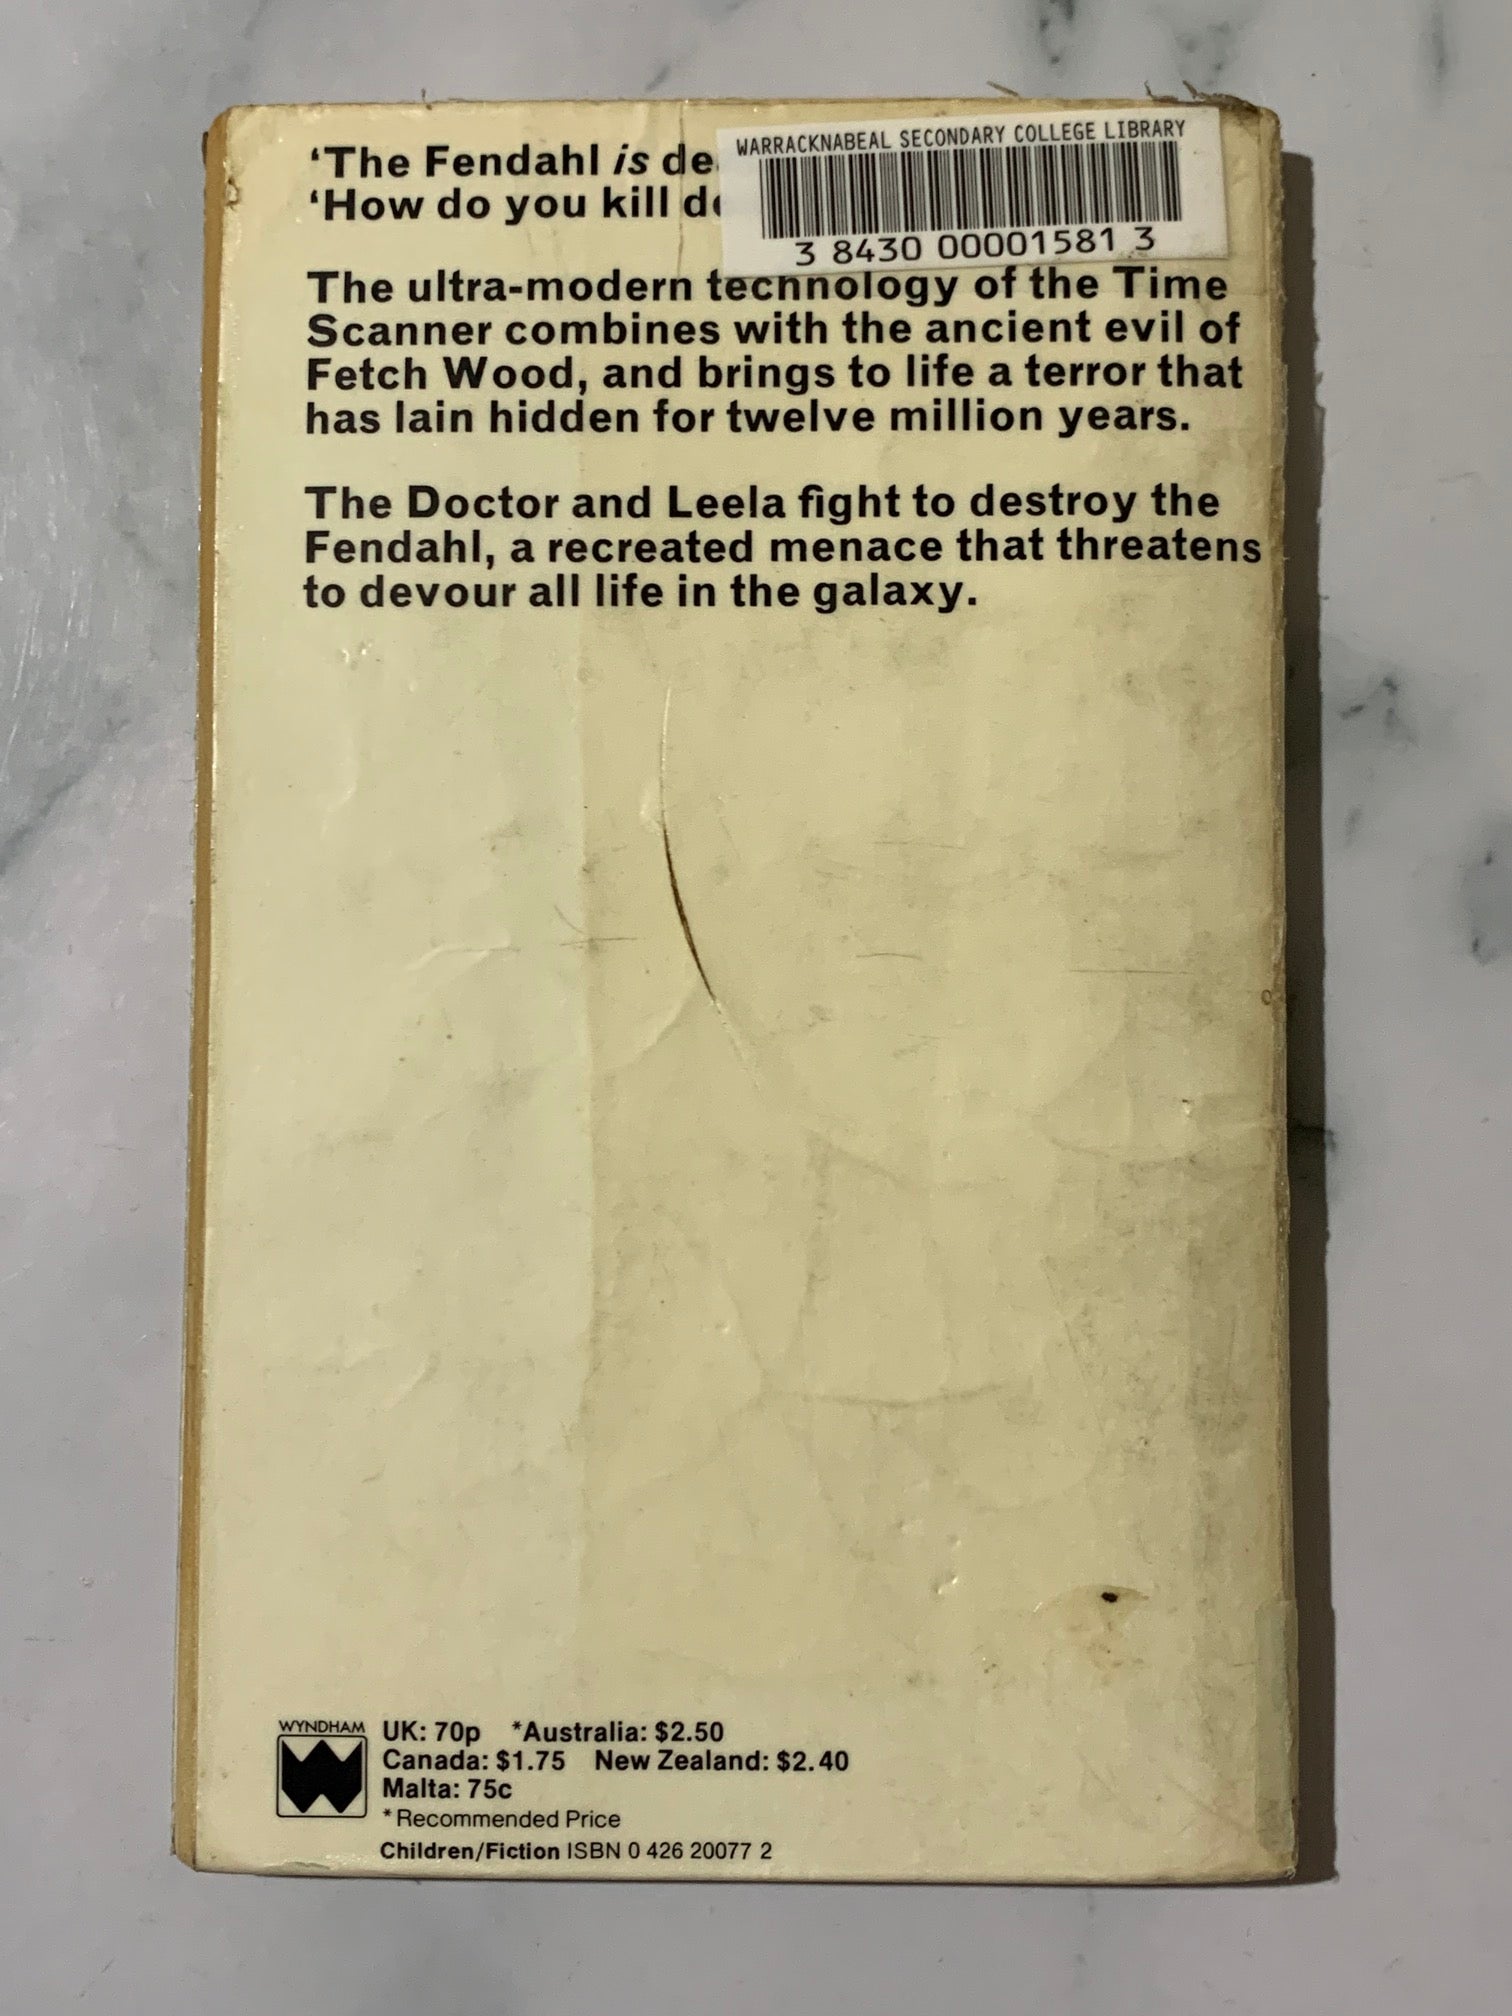 ‘The Fendahl is
‘How do you kill
WARRACKNABEAL SECONDARY COLLEGE LIBRARY
3 8430 00001581 3
The ultra-modern technology of the Time
Scanner combines with the ancient evil of
Fetch Wood, and brings to life a terror that
has lain hidden for twelve million years.
The Doctor and Leela fight to destroy the
Fendahl, a recreated menace that threatens
to devour all life in the galaxy.
WYNDHAM
UK: 70p *Australia: $2.50
Canada: $1.75 New Zealand: $2.40
Malta: 75c
*Recommended Price
Children/Fiction ISBN 0 426 20077 2